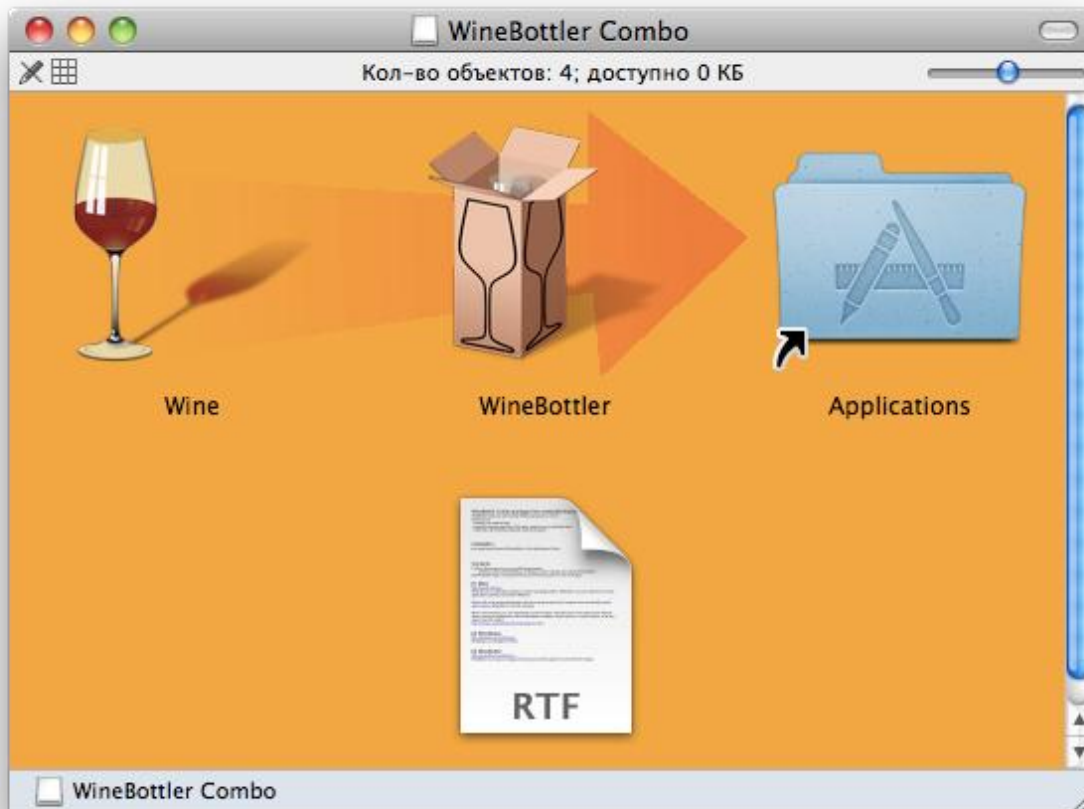 WineBottler Combo
Кол-во объектов: 4; доступно 0 КБ
Wine
WineBottler
Applications
RTF
WineBottler Combo